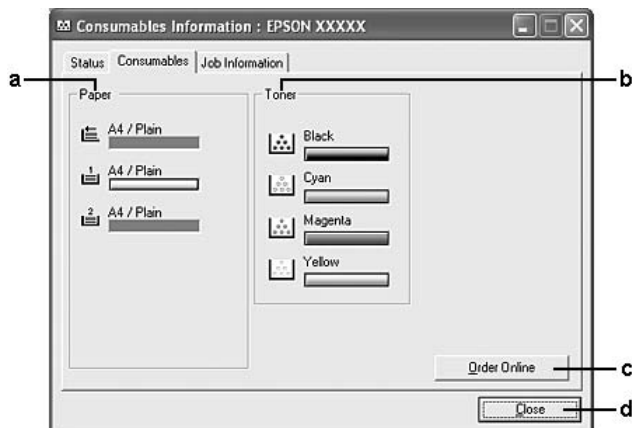 Consumables Information : EPSON XXXXX
Status Consumables Job Information
a
b
Paper
Toner
A4 / Plain
1 A4 / Plain
2 A4 / Plain
Black
Cyan
Magenta
Yellow
Order Online
c
Close
d